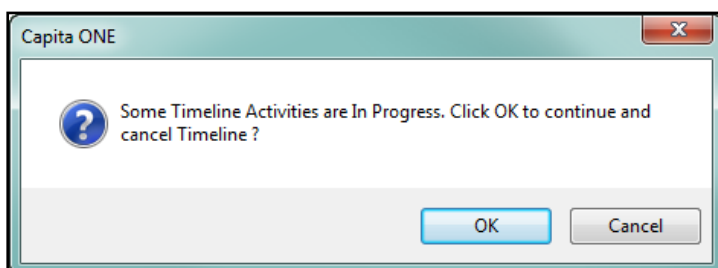 Capita ONE
Some Timeline Activities are In Progress. Click OK to continue and
cancel Timeline ?
OK
Cancel